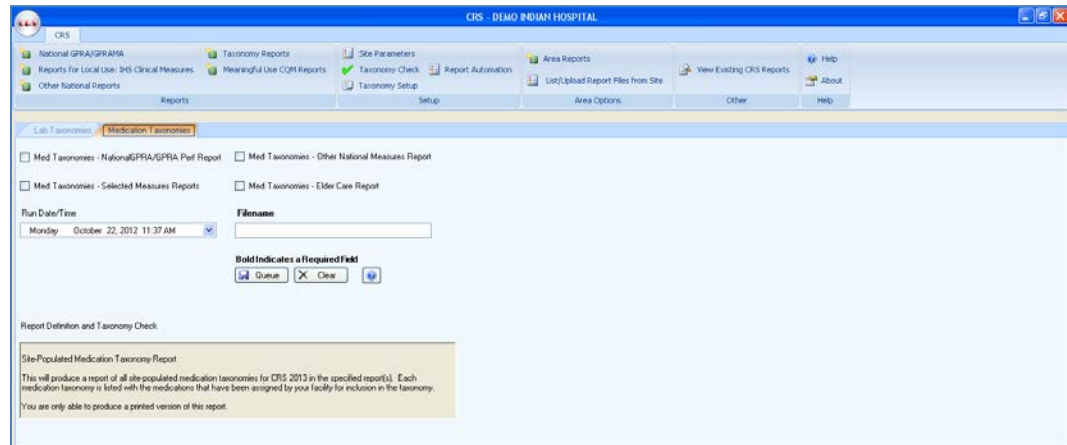 CRS - DEMO INDIAN HOSPITAL
CRS
National GPRA/GPRAMA
Reports for Local Use: IHS Clinical Measures
Other National Reports
Taxonomy Reports
Meaningful Use CQM Reports
Reports
Site Parameters
Taxonomy Check
Report Automation
Taxonomy Setup
Setup
Area Reports
List/Upload Report Files from Site
Area Options
View Existing CRS Reports
Other
Help
About
Help
Lab Taxonomies
Medication Taxonomies
Med Taxonomies - NationalGPRA/GPRA Perf Report
Med Taxonomies - Other National Measures Report
Med Taxonomies - Selected Measures Reports
Med Taxonomies - Elder Care Report
Run Date/Time
Filename
Monday October 22, 2012 11:37 AM
Bold Indicates a Required Field
Queue
Clear
Report Definition and Taxonomy Check
Site-Populated Medication Taxonomy Report
This will produce a report of all site-populated medication taxonomies for CRS 2013 in the specified report(s). Each
medication taxonomy is listed with the medications that have been assigned by your facility for inclusion in the taxonomy.
You are only able to produce a printed version of this report.